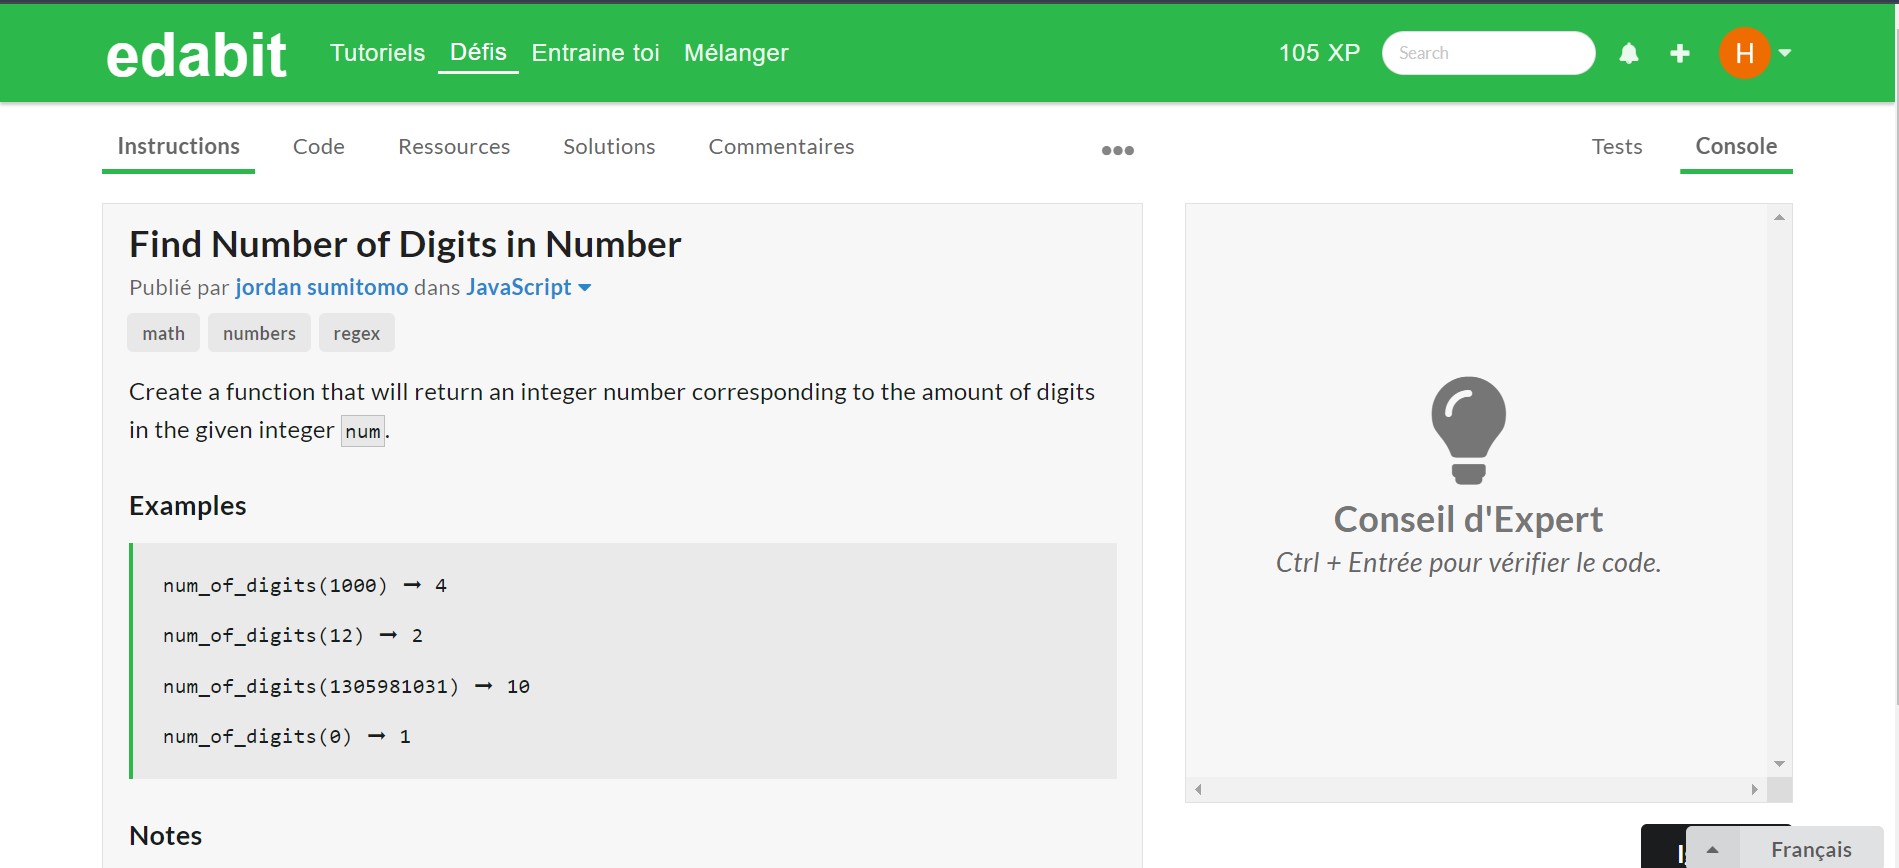 edabit Tutoriels Défis Entraine toi Mélanger 105 XP Search H
Instructions Code Ressources Solutions Commentaires Tests Console
Find Number of Digits in Number
Publié par jordan sumitomo dans JavaScript
math numbers regex
Create a function that will return an integer number corresponding to the amount of digits
in the given integer num.
Examples
num_of_digits(1000) ➞ 4
num_of_digits(12) ➞ 2
num_of_digits(1305981031) ➞ 10
num_of_digits(0) ➞ 1
Notes
Conseil d'Expert
Ctrl + Entrée pour vérifier le code.
Français